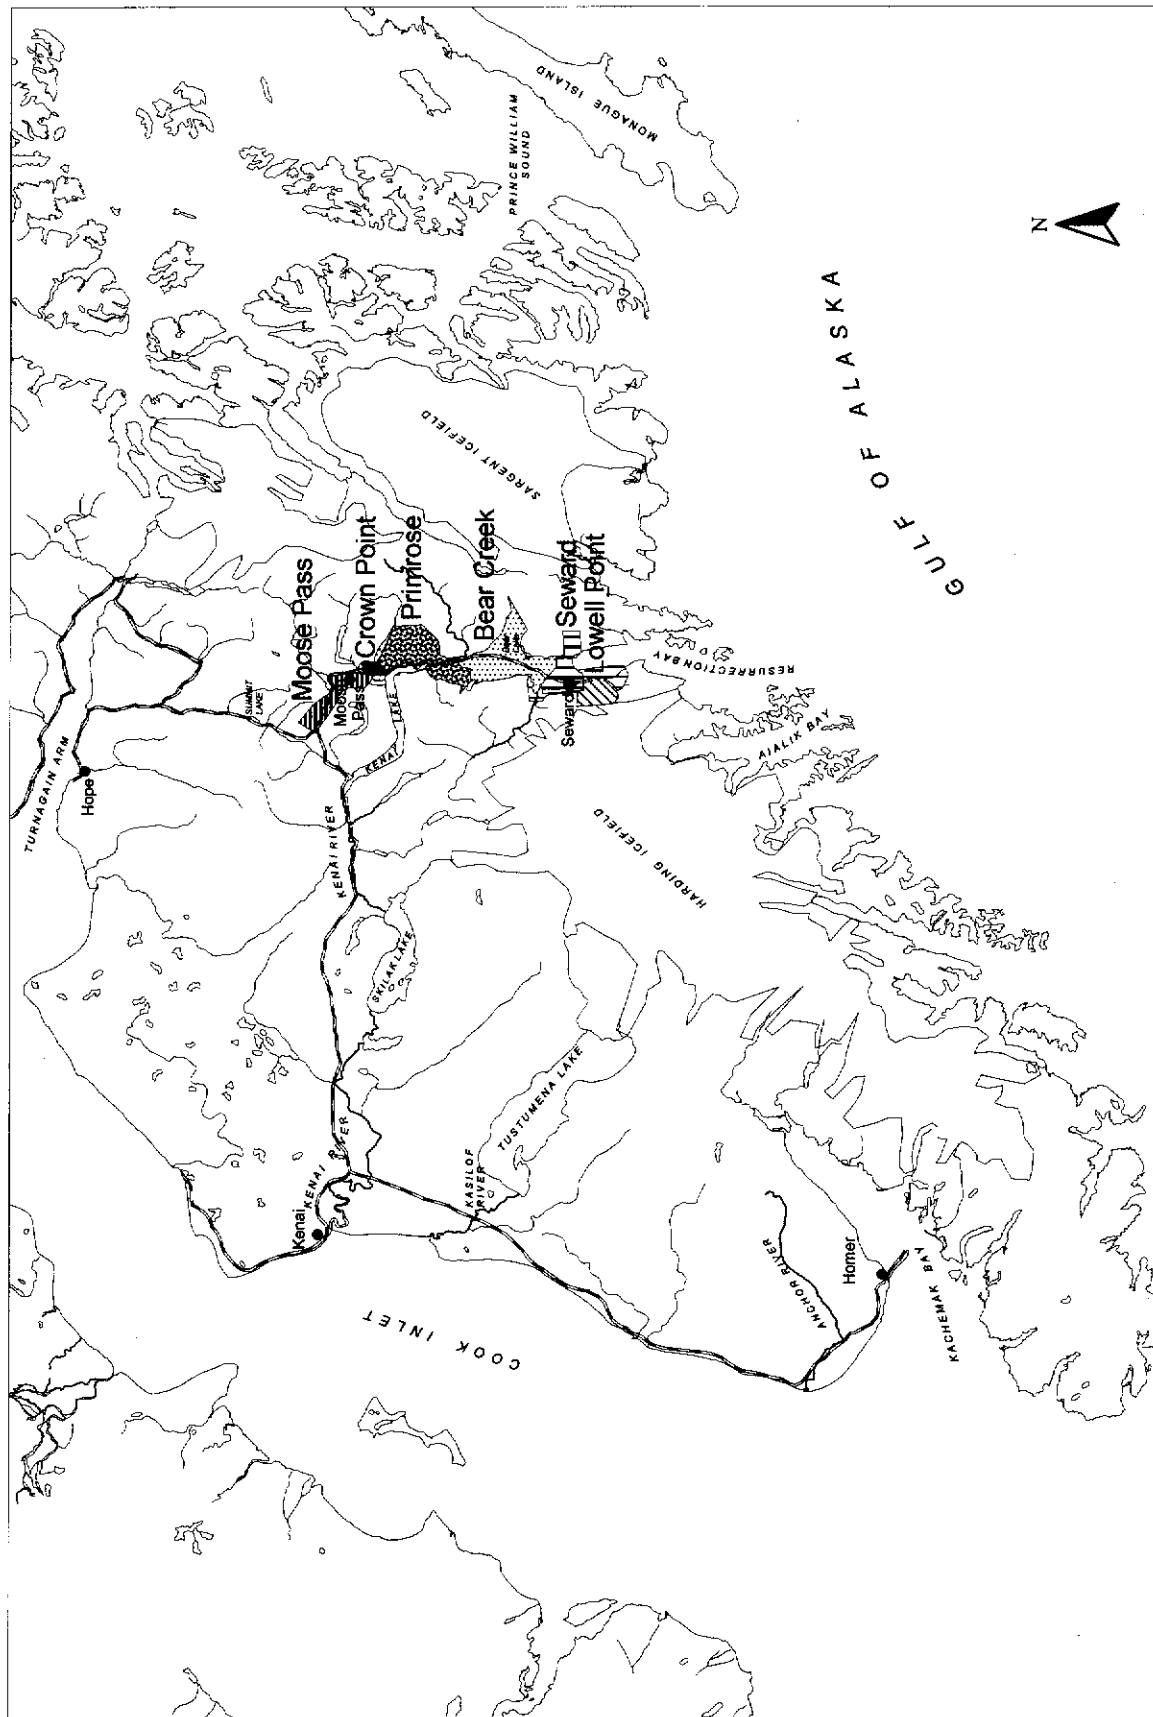 TURNAGAIN ARM
Hope
SUMMIT
LAKE
MONAGUE ISLAND
PRINCE WILLIAM
SOUND
N
GULF OF ALASKA
SARGENT ICEFIELD
Moose Pass
Crown Point
Primrose
Bear Creek
Seward
Lowell Point
Moose
Pass
Seward
KENAI LAKE
KENAI RIVER
RESURRECTION BAY
AIALIK BAY
HARDING ICEFIELD
SKILAK LAKE
TUSTUMENA LAKE
Kenai
KENAI RIVER
KASILOF
RIVER
COOK INLET
ANCHOR RIVER
Homer
KACHEMAK BAY